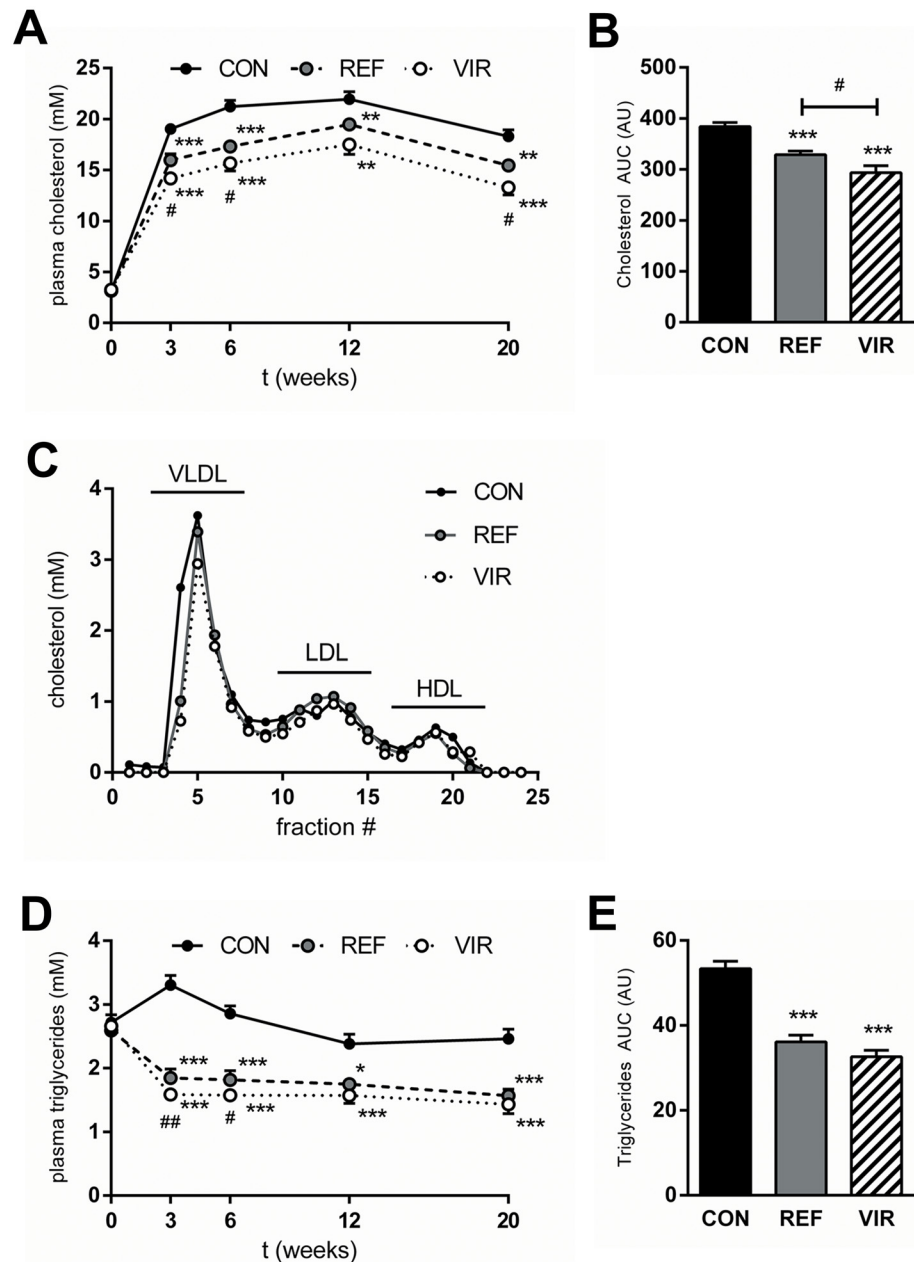 A
CON REF VIR
plasma cholesterol (mM)
25
20
15
10
5
0
*** *** ** **
*** *** ** ***
# # #
0 3 6 12 20
t (weeks)
B
Cholesterol AUC (AU)
500
400
300
200
100
0
#
*** ***
CON REF VIR
C
VLDL
LDL
HDL
CON
REF
VIR
cholesterol (mM)
4
3
2
1
0
0 5 10 15 20 25
fraction #
D
CON REF VIR
plasma triglycerides (mM)
4
3
2
1
0
*** *** * ***
*** *** *** ***
## #
0 3 6 12 20
t (weeks)
E
Triglycerides AUC (AU)
60
40
20
0
*** ***
CON REF VIR